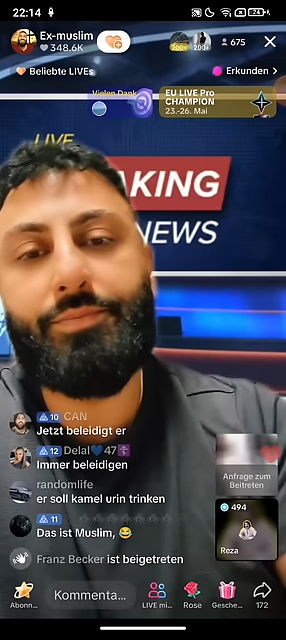 22:14
24
Ex-muslim
348.6K
200+
200+
675
Beliebte LIVEs
Erkunden >
Vielen Dank
EU LIVE Pro
CHAMPION
23.-26. Mai
LIVE
AKING
NEWS
10 CAN
Jetzt beleidigt er
12 Delal💙47
Immer beleidigen
randomlife
er soll kamel urin trinken
11
Das ist Muslim, 😂
Franz Becker ist beigetreten
Anfrage zum
Beitreten
494
Reza
Abonn...
Kommenta...
LIVE mi...
Rose
Gesche...
172